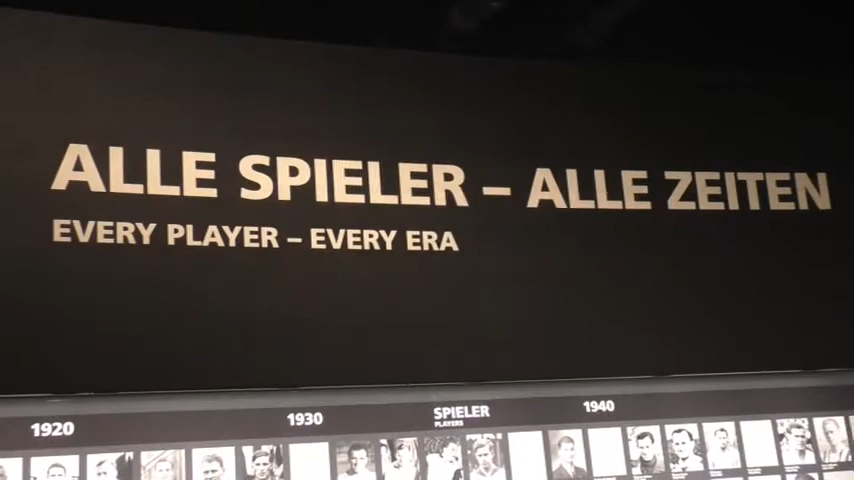 ALLE SPIELER – ALLE ZEITEN
EVERY PLAYER – EVERY ERA
1920
1930
SPIELER
PLAYERS
1940